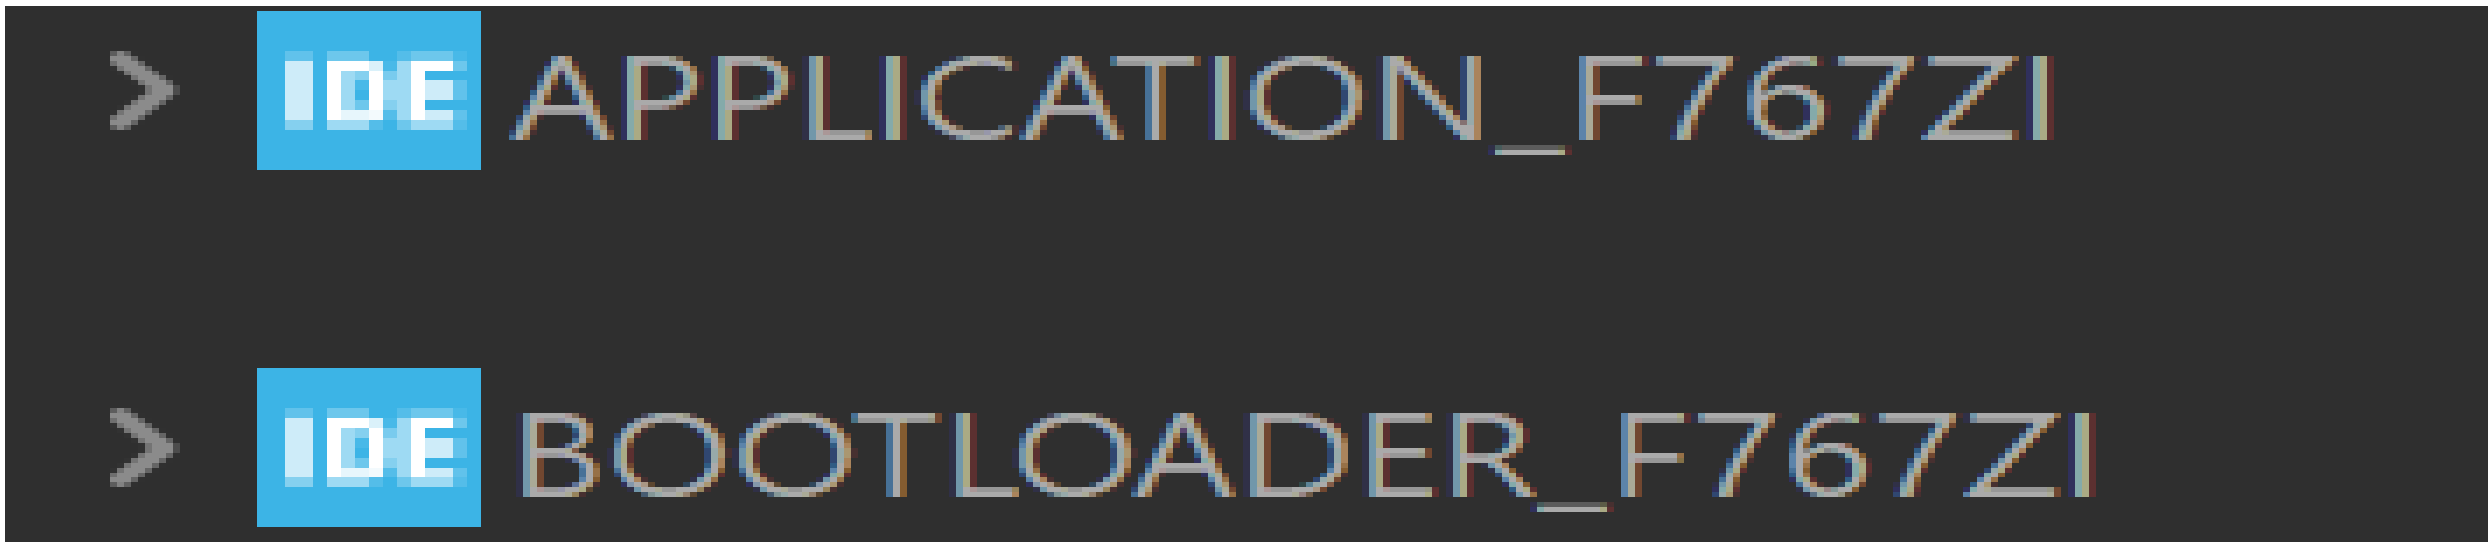 > IDE APPLICATION_F767ZI
> IDE BOOTLOADER_F767ZI